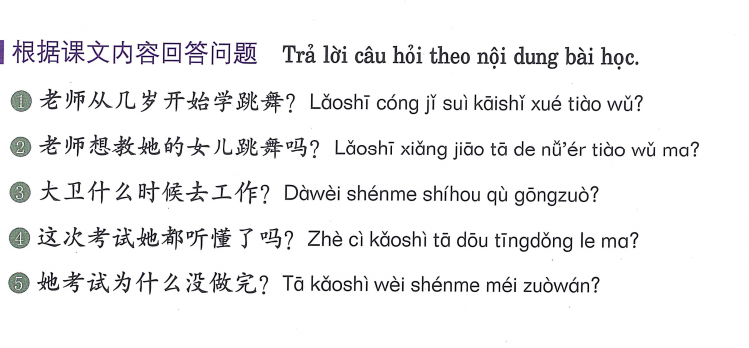 根据课文内容回答问题 Trả lời câu hỏi theo nội dung bài học.
1 老师从几岁开始学跳舞？ Lǎoshī cóng jǐ suì kāishǐ xué tiào wǔ?
2 老师想教她的女儿跳舞吗？ Lǎoshī xiǎng jiāo tā de nǚ'ér tiào wǔ ma?
3 大卫什么时候去工作？ Dàwèi shénme shíhou qù gōngzuò?
4 这次考试她都听懂了吗？ Zhè cì kǎoshì tā dōu tīngdǒng le ma?
5 她考试为什么没做完？ Tā kǎoshì wèi shénme méi zuòwán?